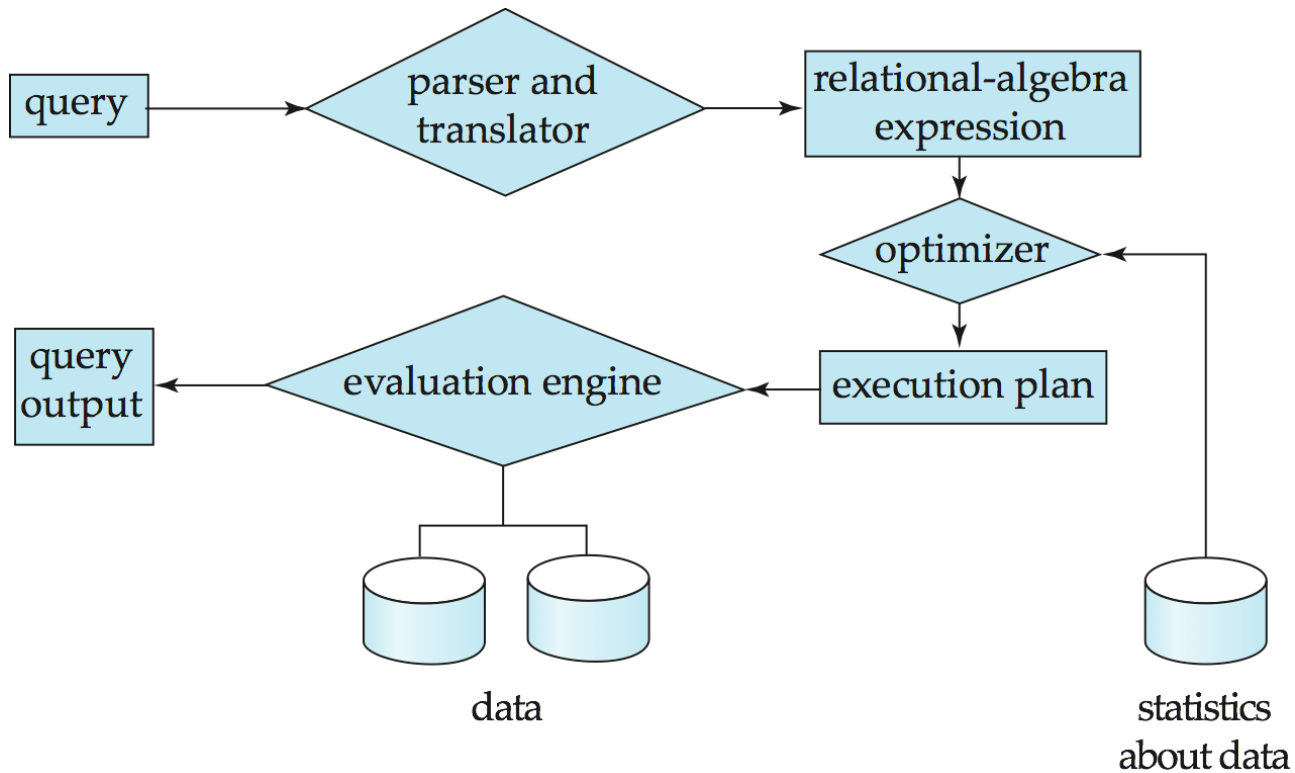 query
parser and
translator
relational-algebra
expression
optimizer
query
output
evaluation engine
execution plan
data
statistics
about data